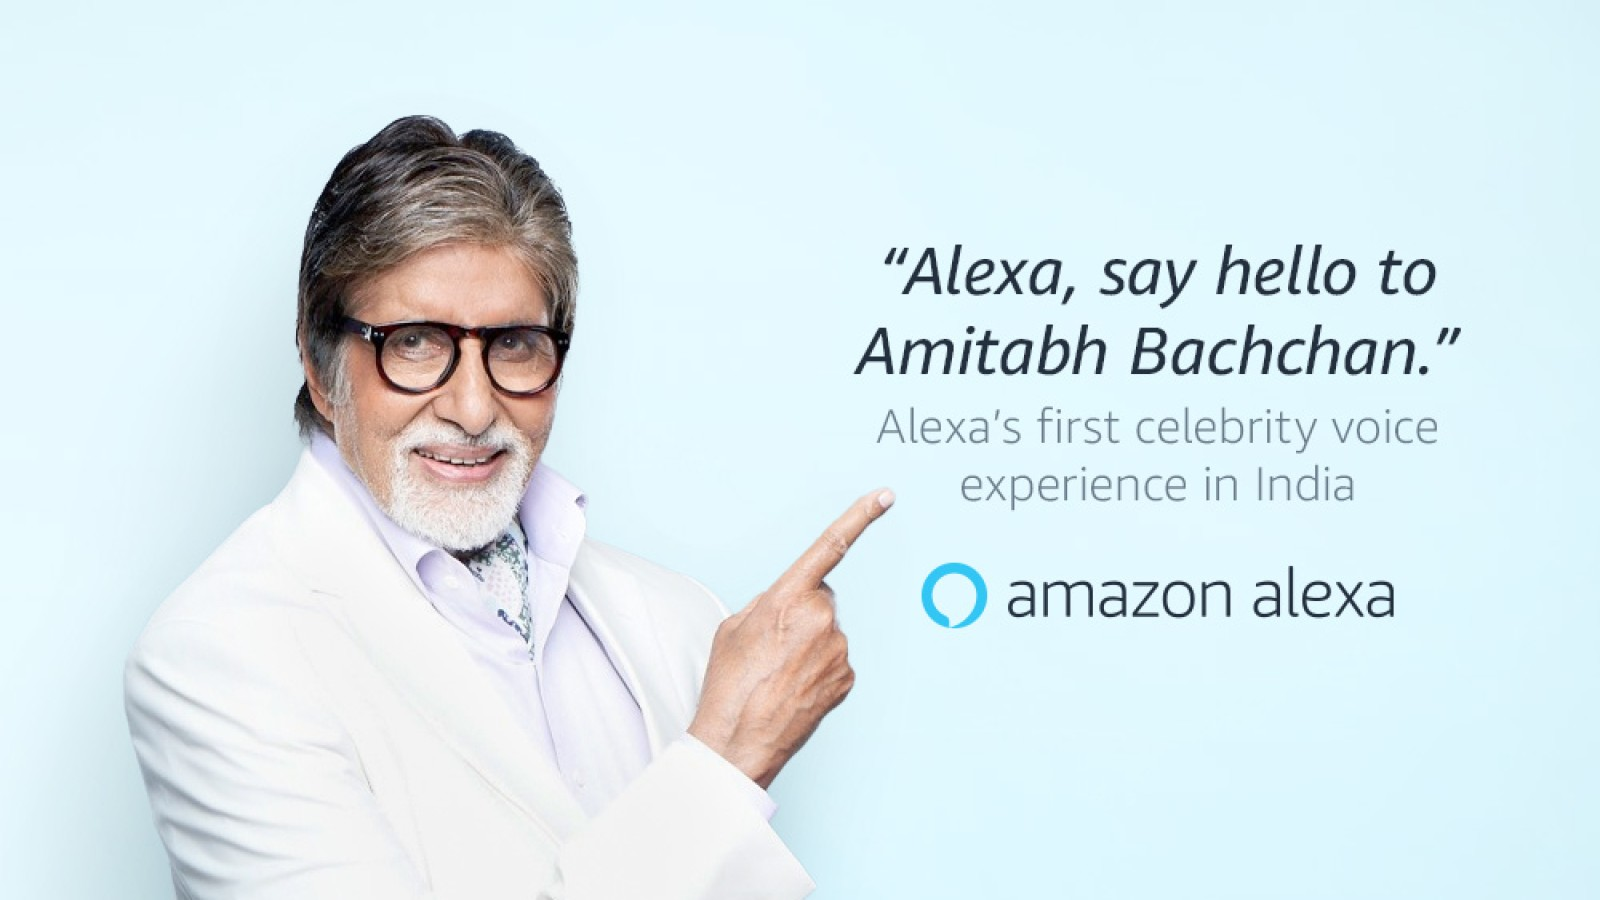 “Alexa, say hello to
Amitabh Bachchan.”
Alexa’s first celebrity voice
experience in India
amazon alexa